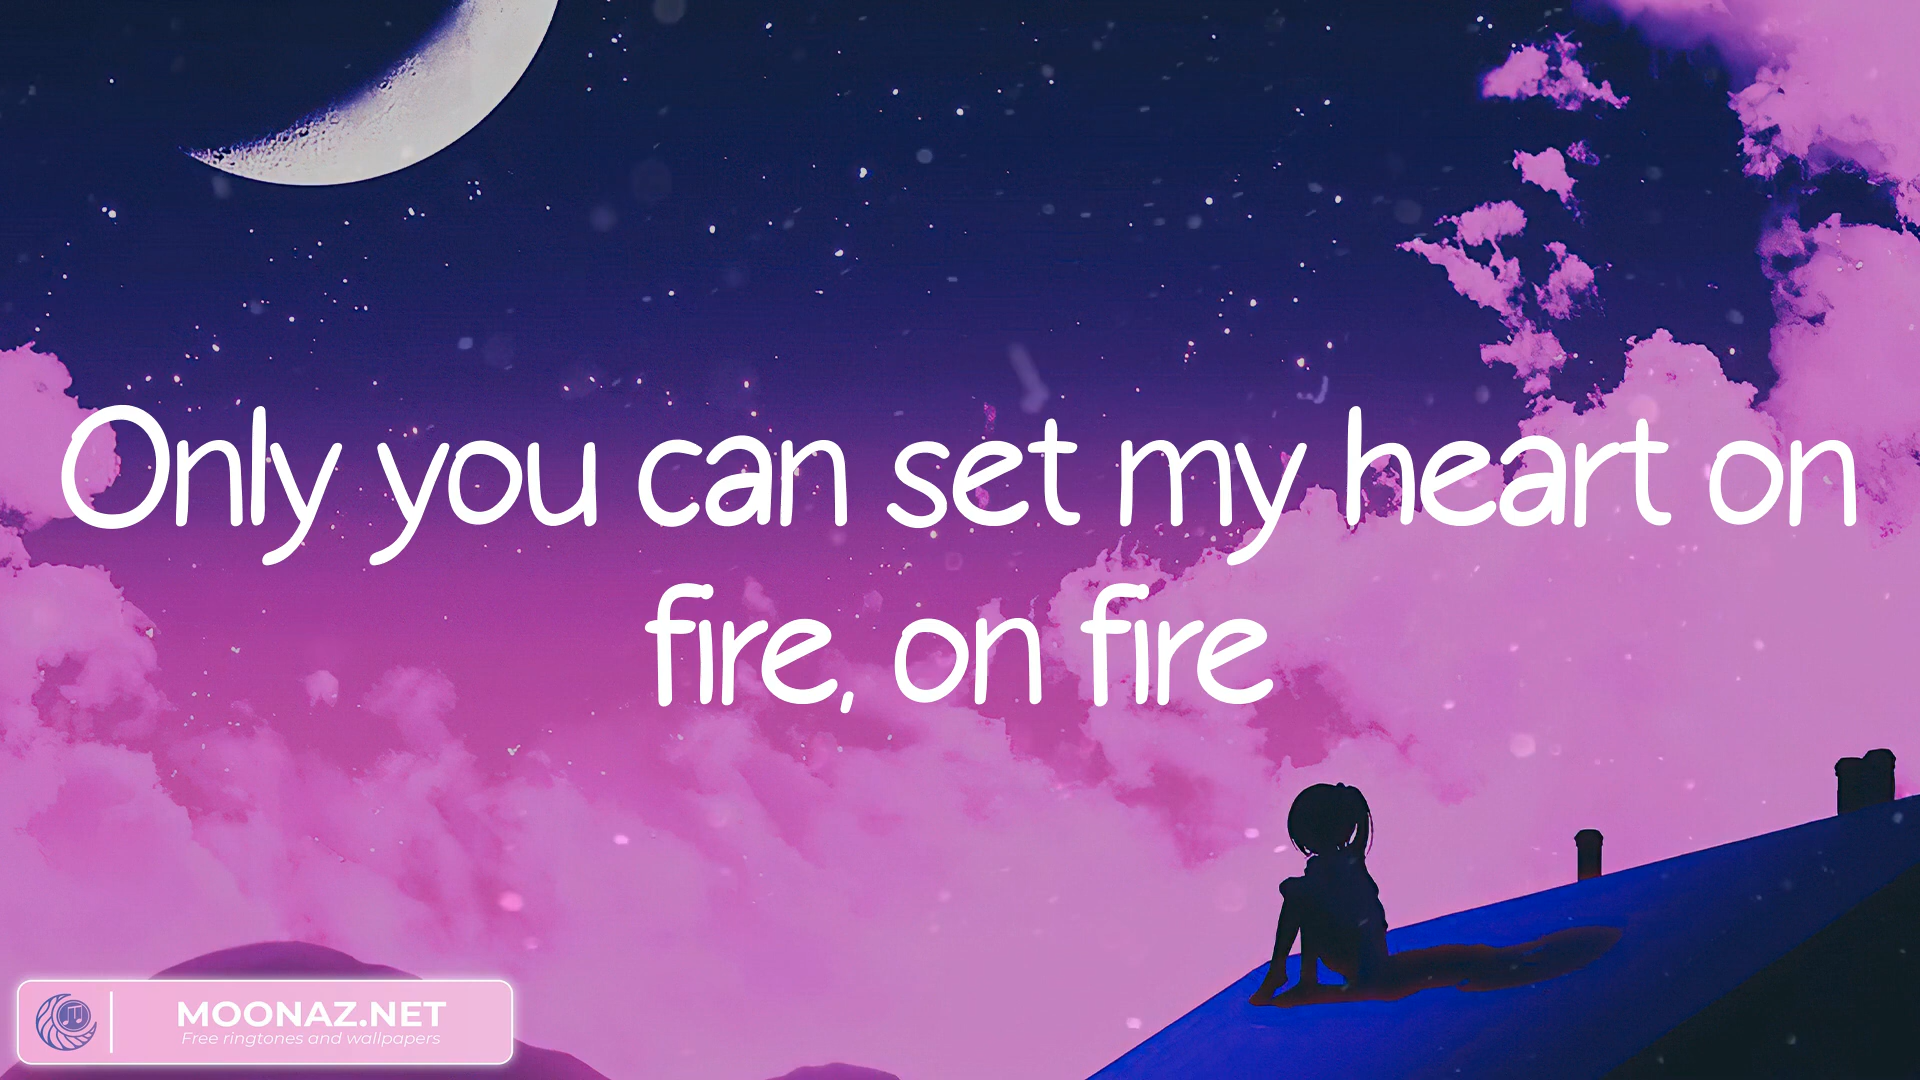 Only you can set my heart on
fire, on fire
MOONAZ.NET
Free ringtones and wallpapers